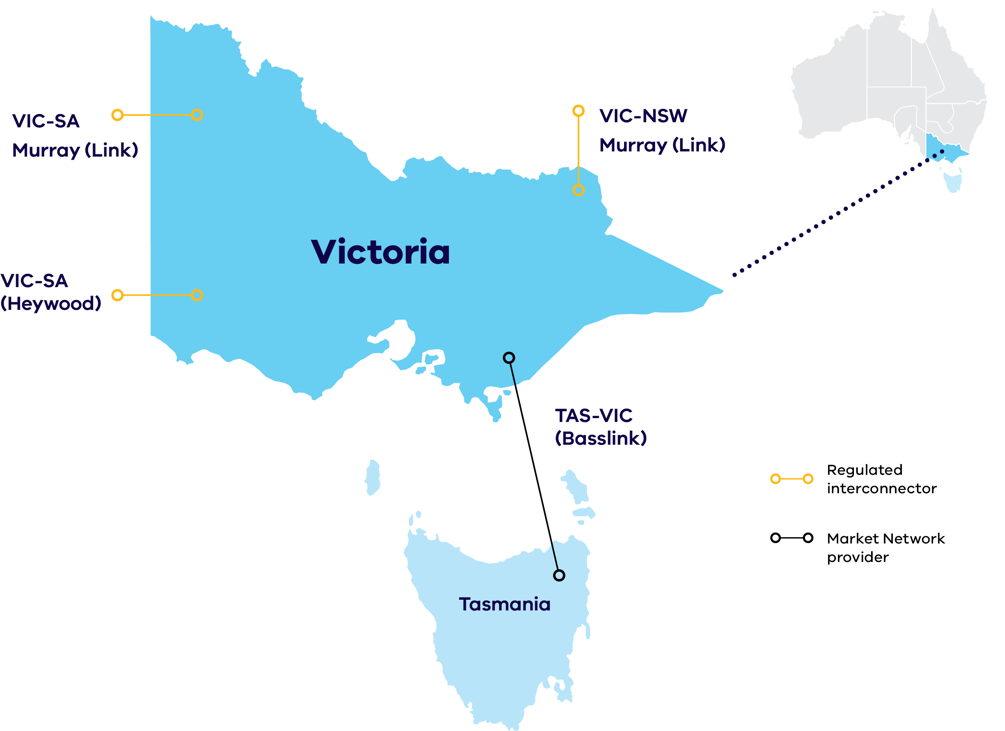 VIC-SA
Murray (Link)
VIC-NSW
Murray (Link)
Victoria
VIC-SA
(Heywood)
TAS-VIC
(Basslink)
Regulated
interconnector
Market Network
provider
Tasmania